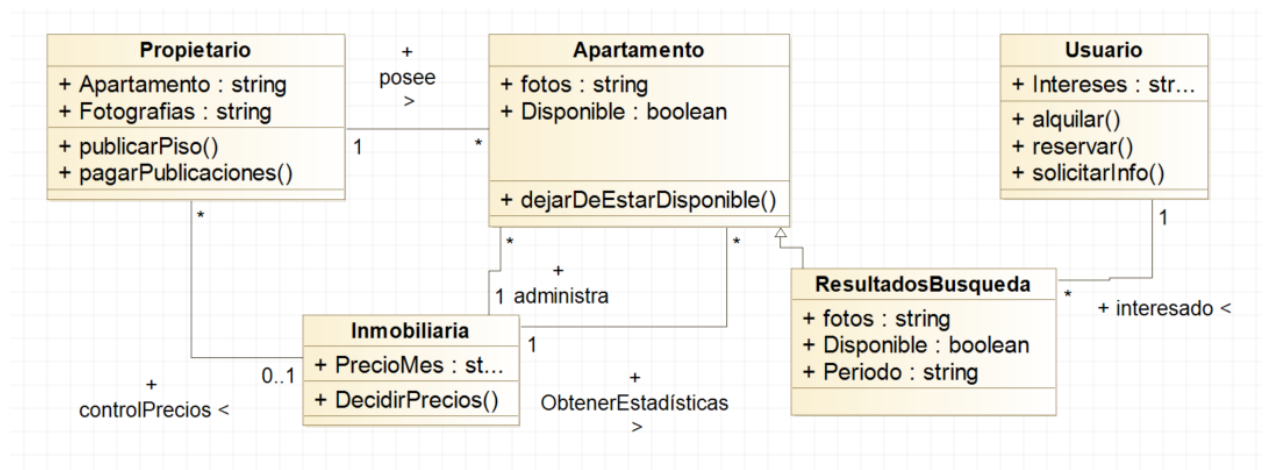 Propietario
+ Apartamento : string
+ Fotografias : string
+ publicarPiso()
+ pagarPublicaciones()
+
posee
>
1
*
Apartamento
+ fotos : string
+ Disponible : boolean
+ dejarDeEstarDisponible()
Usuario
+ Intereses : str...
+ alquilar()
+ reservar()
+ solicitarInfo()
*
*
*
1
+
1 administra
ResultadosBusqueda
+ fotos : string
+ Disponible : boolean
+ Periodo : string
*
+ interesado <
Inmobiliaria
+ PrecioMes : st...
+ DecidirPrecios()
1
0..1
+
controlPrecios <
+
ObtenerEstadísticas
>